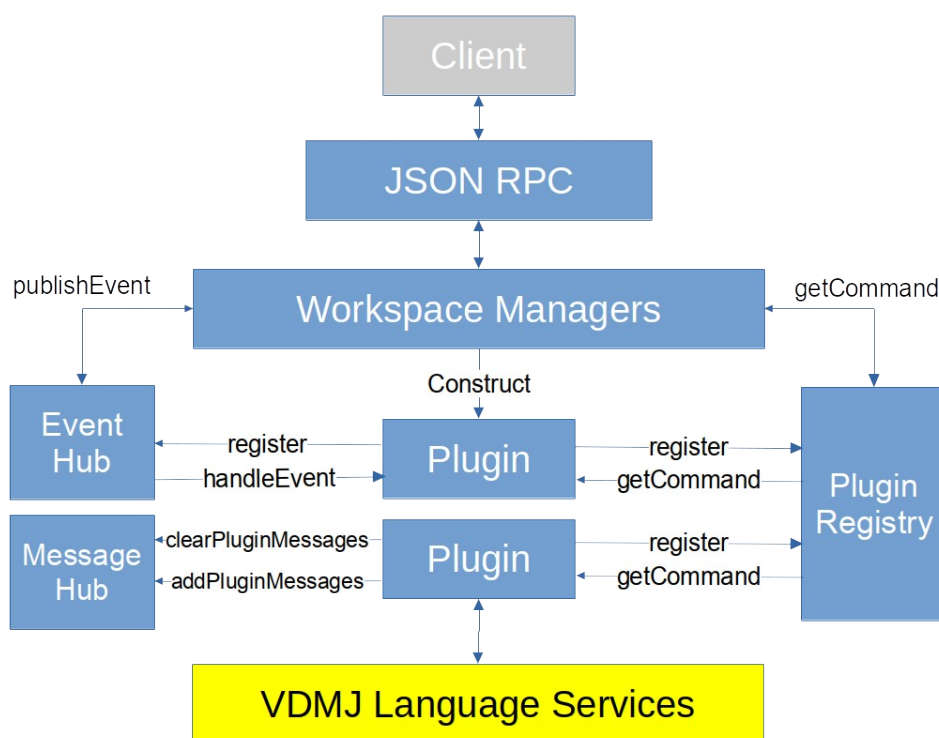 Client
JSON RPC
publishEvent
getCommand
Workspace Managers
Construct
Event
Hub
register
handleEvent
Plugin
register
getCommand
Plugin
Registry
Message
Hub
clearPluginMessages
addPluginMessages
Plugin
register
getCommand
VDMJ Language Services